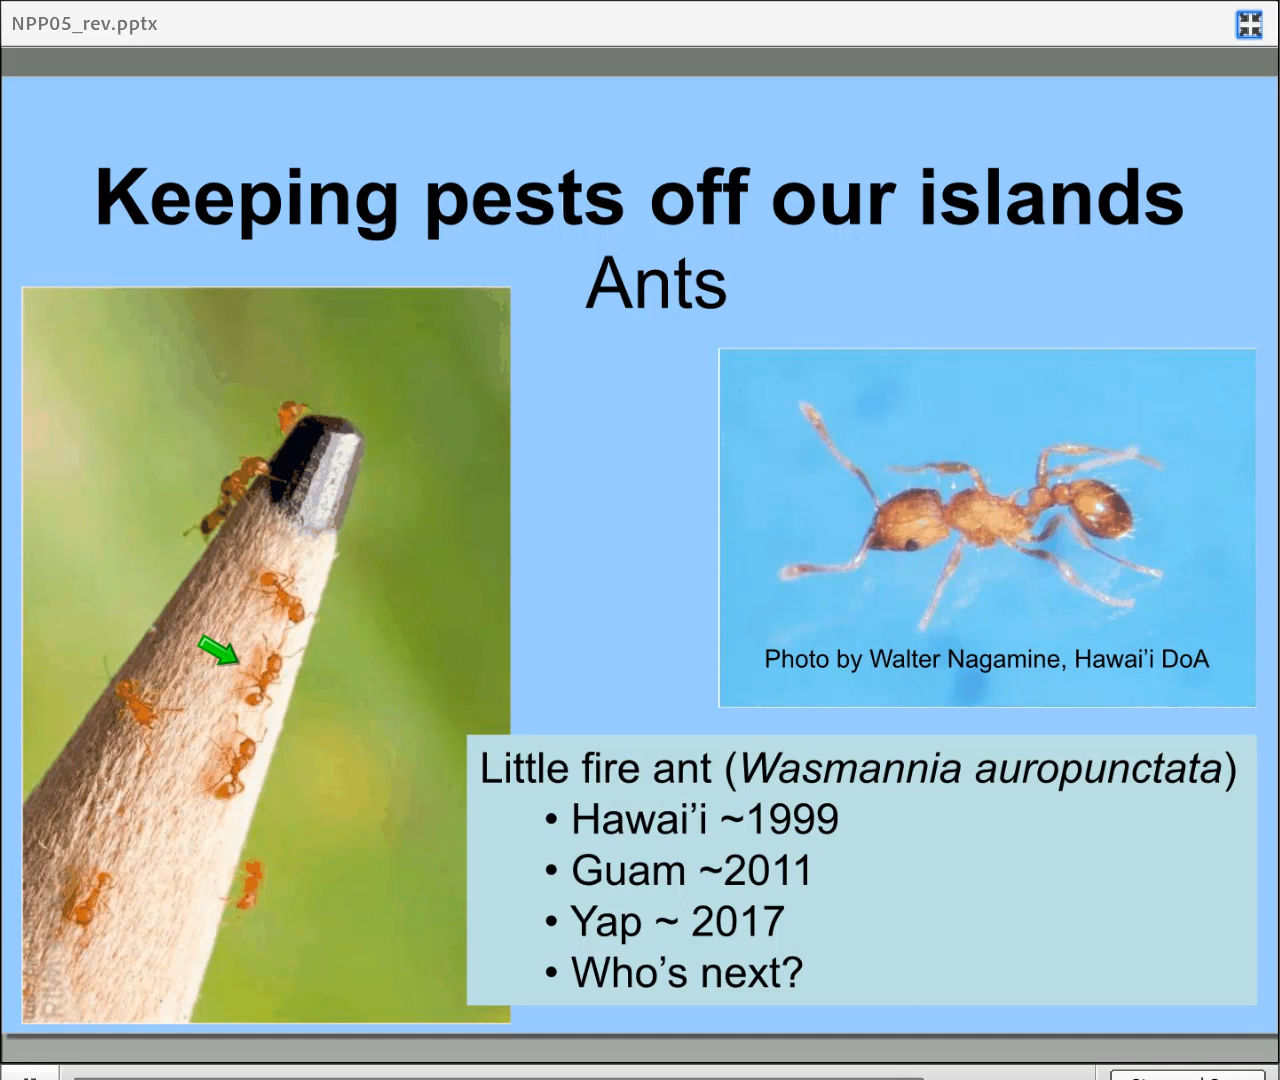 NPP05_rev.pptx
Keeping pests off our islands
Ants
Photo by Walter Nagamine, Hawai’i DoA
Little fire ant (Wasmannia auropunctata)
• Hawai’i ~1999
• Guam ~2011
• Yap ~ 2017
• Who’s next?